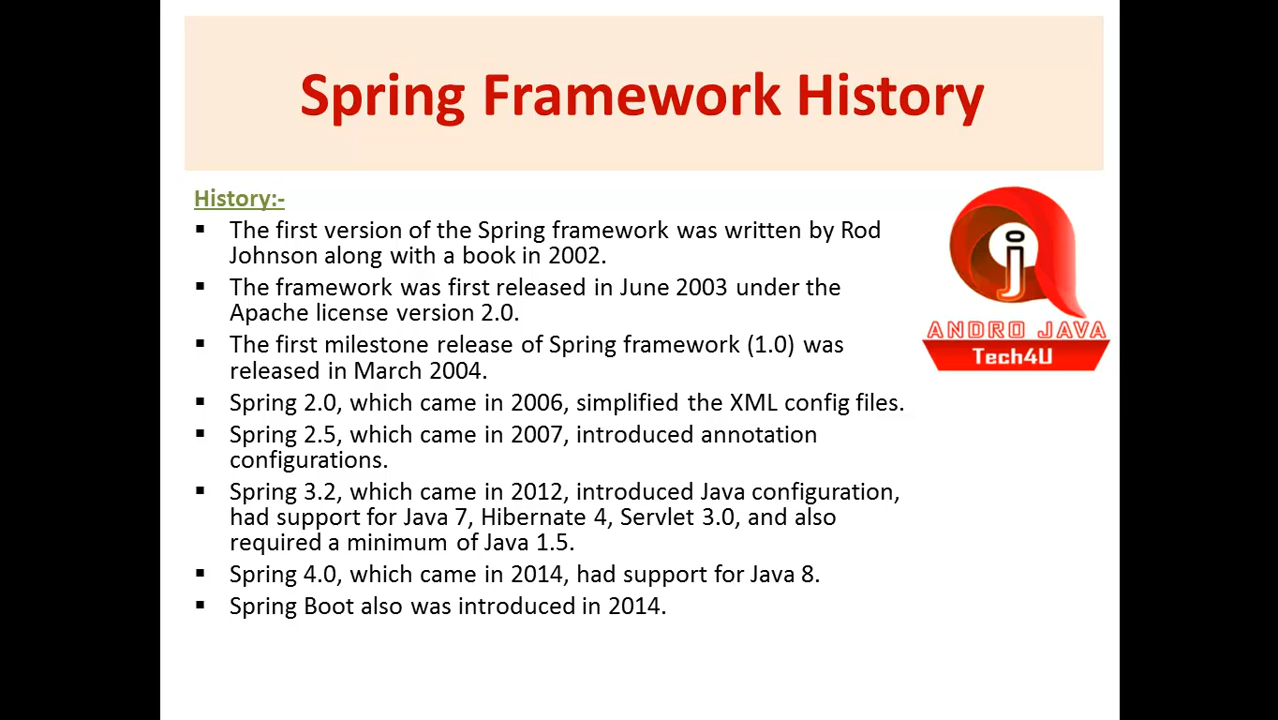 Spring Framework History
History:-
▪ The first version of the Spring framework was written by Rod
Johnson along with a book in 2002.
▪ The framework was first released in June 2003 under the
Apache license version 2.0.
▪ The first milestone release of Spring framework (1.0) was
released in March 2004.
▪ Spring 2.0, which came in 2006, simplified the XML config files.
▪ Spring 2.5, which came in 2007, introduced annotation
configurations.
▪ Spring 3.2, which came in 2012, introduced Java configuration,
had support for Java 7, Hibernate 4, Servlet 3.0, and also
required a minimum of Java 1.5.
▪ Spring 4.0, which came in 2014, had support for Java 8.
▪ Spring Boot also was introduced in 2014.
j
ANDRO JAVA
Tech4U